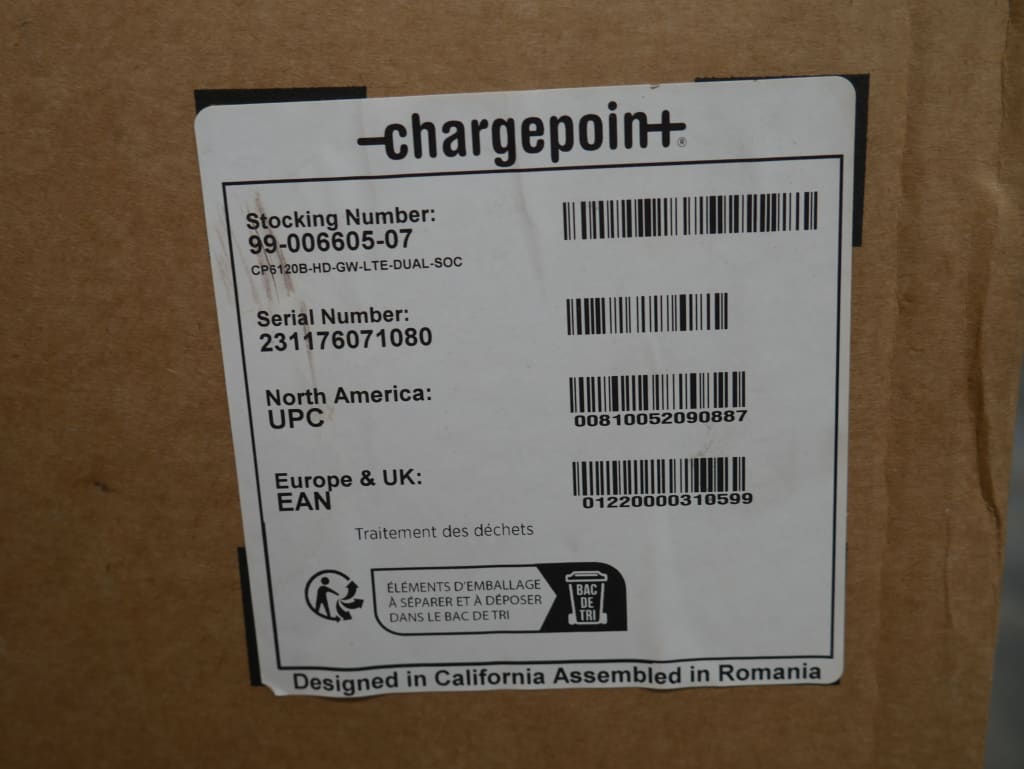 chargepoint®
Stocking Number:
99-006605-07
CP6120B-HD-GW-LTE-DUAL-SOC
Serial Number:
231176071080
North America:
UPC
00810052090887
Europe & UK:
EAN
01220000310599
Traitement des déchets
ÉLÉMENTS D'EMBALLAGE
À SÉPARER ET À DÉPOSER
DANS LE BAC DE TRI
BAC
DE
TRI
Designed in California Assembled in Romania